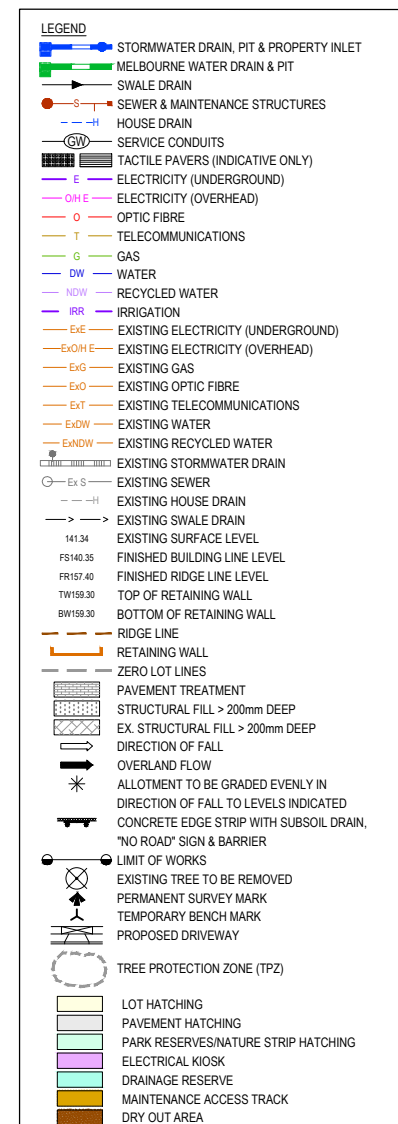 LEGEND
STORMWATER DRAIN, PIT & PROPERTY INLET
MELBOURNE WATER DRAIN & PIT
SWALE DRAIN
S SEWER & MAINTENANCE STRUCTURES
H HOUSE DRAIN
GW SERVICE CONDUITS
TACTILE PAVERS (INDICATIVE ONLY)
E ELECTRICITY (UNDERGROUND)
O/H E ELECTRICITY (OVERHEAD)
O OPTIC FIBRE
T TELECOMMUNICATIONS
G GAS
DW WATER
NDW RECYCLED WATER
IRR IRRIGATION
ExE EXISTING ELECTRICITY (UNDERGROUND)
ExO/H E EXISTING ELECTRICITY (OVERHEAD)
ExG EXISTING GAS
ExO EXISTING OPTIC FIBRE
ExT EXISTING TELECOMMUNICATIONS
ExDW EXISTING WATER
ExNDW EXISTING RECYCLED WATER
EXISTING STORMWATER DRAIN
Ex S EXISTING SEWER
H EXISTING HOUSE DRAIN
> > EXISTING SWALE DRAIN
141.34 EXISTING SURFACE LEVEL
FS140.35 FINISHED BUILDING LINE LEVEL
FR157.40 FINISHED RIDGE LINE LEVEL
TW159.30 TOP OF RETAINING WALL
BW159.30 BOTTOM OF RETAINING WALL
RIDGE LINE
RETAINING WALL
ZERO LOT LINES
PAVEMENT TREATMENT
STRUCTURAL FILL > 200mm DEEP
EX. STRUCTURAL FILL > 200mm DEEP
DIRECTION OF FALL
OVERLAND FLOW
ALLOTMENT TO BE GRADED EVENLY IN
DIRECTION OF FALL TO LEVELS INDICATED
CONCRETE EDGE STRIP WITH SUBSOIL DRAIN,
"NO ROAD" SIGN & BARRIER
LIMIT OF WORKS
EXISTING TREE TO BE REMOVED
PERMANENT SURVEY MARK
TEMPORARY BENCH MARK
PROPOSED DRIVEWAY
TREE PROTECTION ZONE (TPZ)
LOT HATCHING
PAVEMENT HATCHING
PARK RESERVES/NATURE STRIP HATCHING
ELECTRICAL KIOSK
DRAINAGE RESERVE
MAINTENANCE ACCESS TRACK
DRY OUT AREA